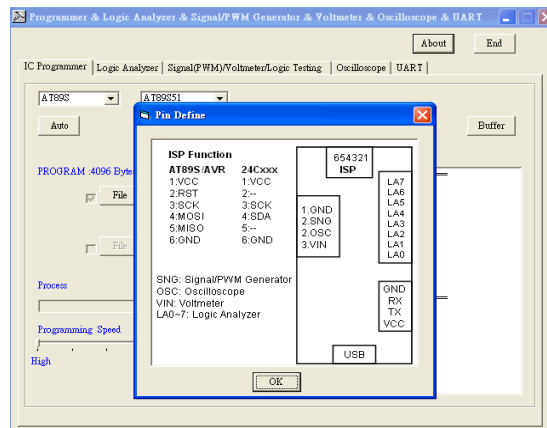 Programmer & Logic Analyzer & Signal/PWM Generator & Voltmeter & Oscilloscope & UART
About End
IC Programmer Logic Analyzer Signal(PWM)/Voltmeter/Logic Testing Oscilloscope UART
AT89S AT89S51
Auto Buffer
PROGRAM :4096 Byte
File
File
Process
Programming Speed
High
Pin Define
ISP Function
AT89S/AVR 24Cxxx
1:VCC 1:VCC
2:RST 2:--
3:SCK 3:SCK
4:MOSI 4:SDA
5:MISO 5:--
6:GND 6:GND
SNG: Signal/PWM Generator
OSC: Oscilloscope
VIN: Voltmeter
LA0~7: Logic Analyzer
654321
ISP
1.GND
2.SNG
2.OSC
3.VIN
LA7
LA6
LA5
LA4
LA3
LA2
LA1
LA0
GND
RX
TX
VCC
USB
OK